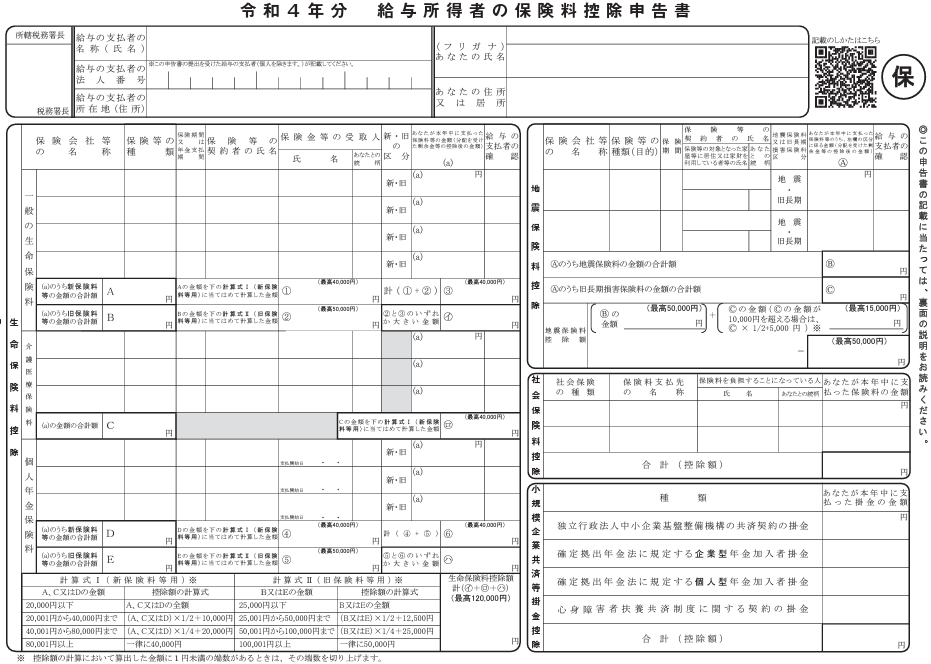 令和４年分　給与所得者の保険料控除申告書
所轄税務署長
税務署長
給与の支払者の
名称（氏名）
※この申告書の提出を受けた給与の支払者（個人を除きます。）が記載してください。
給与の支払者の
法人番号
給与の支払者の
所在地（住所）
（フリガナ）
あなたの氏名
あなたの住所
又は居所
記載のしかたはこちら
保
◎この申告書の記載に当たっては、裏面の説明をお読みください。
生命保険料控除
保険会社等
の名称
保険等の
種類
保険期間
又は
年金支払
期間
保険等の
契約者の氏名
保険金等の受取人
氏名
あなたとの
続柄
新・旧
の
区分
あなたが本年中に支払った
保険料等の金額（分配を受け
た剰余金等の控除後の金額）
(a)
給与の
支払者の
確認
一般の生命保険料
新・旧
(a)
円
新・旧
(a)
新・旧
(a)
新・旧
(a)
(a)のうち新保険料
等の金額の合計額
A
円
Aの金額を下の計算式Ⅰ（新保険
料等用）に当てはめて計算した金額
①
（最高40,000円）
円
計（①＋②）
③
（最高40,000円）
円
(a)のうち旧保険料
等の金額の合計額
B
円
Bの金額を下の計算式Ⅱ（旧保険
料等用）に当てはめて計算した金額
②
（最高50,000円）
円
②と③のいずれ
か大きい金額
㋑
円
介護医療保険料
(a)
円
(a)
(a)
(a)の金額の合計額
C
円
Cの金額を下の計算式Ⅰ（新保険
料等用）に当てはめて計算した金額
㋺
（最高40,000円）
円
個人年金保険料
支払開始日　・　・
新・旧
(a)
円
支払開始日　・　・
新・旧
(a)
支払開始日　・　・
新・旧
(a)
(a)のうち新保険料
等の金額の合計額
D
円
Dの金額を下の計算式Ⅰ（新保険
料等用）に当てはめて計算した金額
④
（最高40,000円）
円
計（④＋⑤）
⑥
（最高40,000円）
円
(a)のうち旧保険料
等の金額の合計額
E
円
Eの金額を下の計算式Ⅱ（旧保険
料等用）に当てはめて計算した金額
⑤
（最高50,000円）
円
⑤と⑥のいずれ
か大きい金額
㋩
円
計算式Ⅰ（新保険料等用）※
計算式Ⅱ（旧保険料等用）※
A、C又はDの金額
控除額の計算式
B又はEの金額
控除額の計算式
20,000円以下
A、C又はDの全額
25,000円以下
B又はEの全額
20,001円から40,000円まで
（A、C又はD）×1/2＋10,000円
25,001円から50,000円まで
（B又はE）×1/2＋12,500円
40,001円から80,000円まで
（A、C又はD）×1/4＋20,000円
50,001円から100,000円まで
（B又はE）×1/4＋25,000円
80,001円以上
一律に40,000円
100,001円以上
一律に50,000円
生命保険料控除額
計（㋑＋㋺＋㋩）
（最高120,000円）
円
※　控除額の計算において算出した金額に１円未満の端数があるときは、その端数を切り上げます。
地震保険料控除
保険会社等
の名称
保険等の
種類（目的）
保険
期間
保険等の
契約者の氏名
保険等の対象となった家
屋等に居住又は家財を
利用している者等の氏名
あなた
との
続柄
地震保険料
又は旧長期
損害保険料
区分
あなたが本年中に支払った
保険料等のうち、左欄の区分
に係る金額（分配を受けた剰
余金等の控除後の金額）
Ⓐ
給与の
支払者の
確認
地震
・
旧長期
円
地震
・
旧長期
Ⓐのうち地震保険料の金額の合計額
Ⓑ
円
Ⓐのうち旧長期損害保険料の金額の合計額
Ⓒ
円
地震保険料
控除額
Ⓑの
金額
（最高50,000円）
円
＋
Ⓒの金額（Ⓒの金額が
10,000円を超える場合は、
Ⓒ×1/2+5,000円）※
（最高15,000円）
円
＝
（最高50,000円）
円
社会保険料控除
社会保険
の種類
保険料支払先
の名称
保険料を負担することになっている人
氏名
あなたとの続柄
あなたが本年中に支
払った保険料の金額
円
合計（控除額）
円
小規模企業共済等掛金控除
種類
あなたが本年中に支
払った掛金の金額
独立行政法人中小企業基盤整備機構の共済契約の掛金
円
確定拠出年金法に規定する企業型年金加入者掛金
確定拠出年金法に規定する個人型年金加入者掛金
心身障害者扶養共済制度に関する契約の掛金
合計（控除額）
円